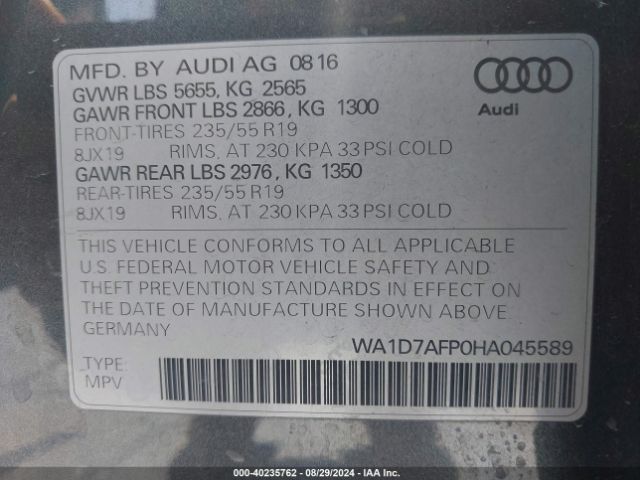 MFD. BY AUDI AG 0816
GVWR LBS 5655, KG 2565
GAWR FRONT LBS 2866, KG 1300
FRONT-TIRES 235/55 R19
8JX19 RIMS, AT 230 KPA 33 PSI COLD
GAWR REAR LBS 2976, KG 1350
REAR-TIRES 235/55 R19
8JX19 RIMS, AT 230 KPA 33 PSI COLD
Audi
THIS VEHICLE CONFORMS TO ALL APPLICABLE
U.S. FEDERAL MOTOR VEHICLE SAFETY AND
THEFT PREVENTION STANDARDS IN EFFECT ON
THE DATE OF MANUFACTURE SHOWN ABOVE
GERMANY
WA1D7AFP0HA045589
TYPE:
MPV
000-40235762 - 08/29/2024 - IAA Inc.